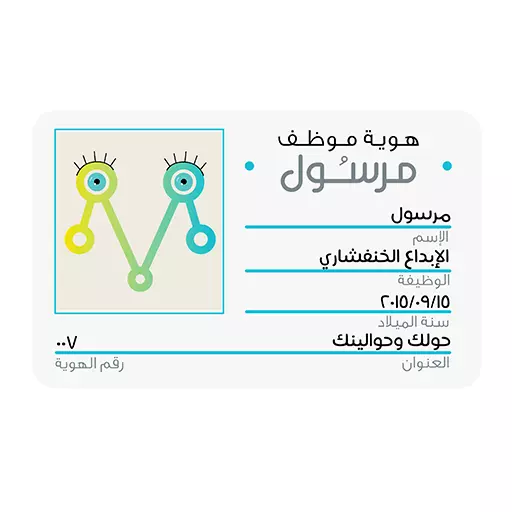 هوية موظف
مرسُول
مرسول
الإسم
الإبداع الخنفشاري
الوظيفة
٢٠١٥/٠٩/١٥
سنة الميلاد
حولك وحوالينك
العنوان
٠٠٧
رقم الهوية